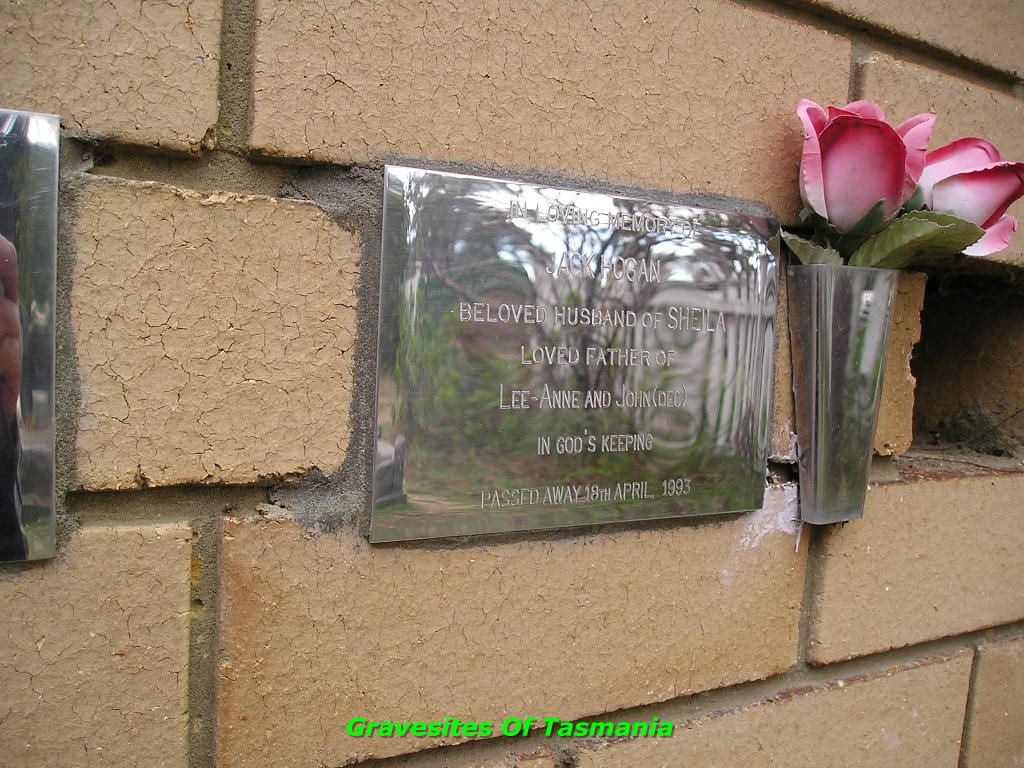 IN LOVING MEMORY OF
JACK HOGAN
BELOVED HUSBAND OF SHEILA
LOVED FATHER OF
LEE-ANNE AND JOHN (DEC)
IN GOD'S KEEPING
PASSED AWAY 18TH APRIL, 1993
Gravesites Of Tasmania